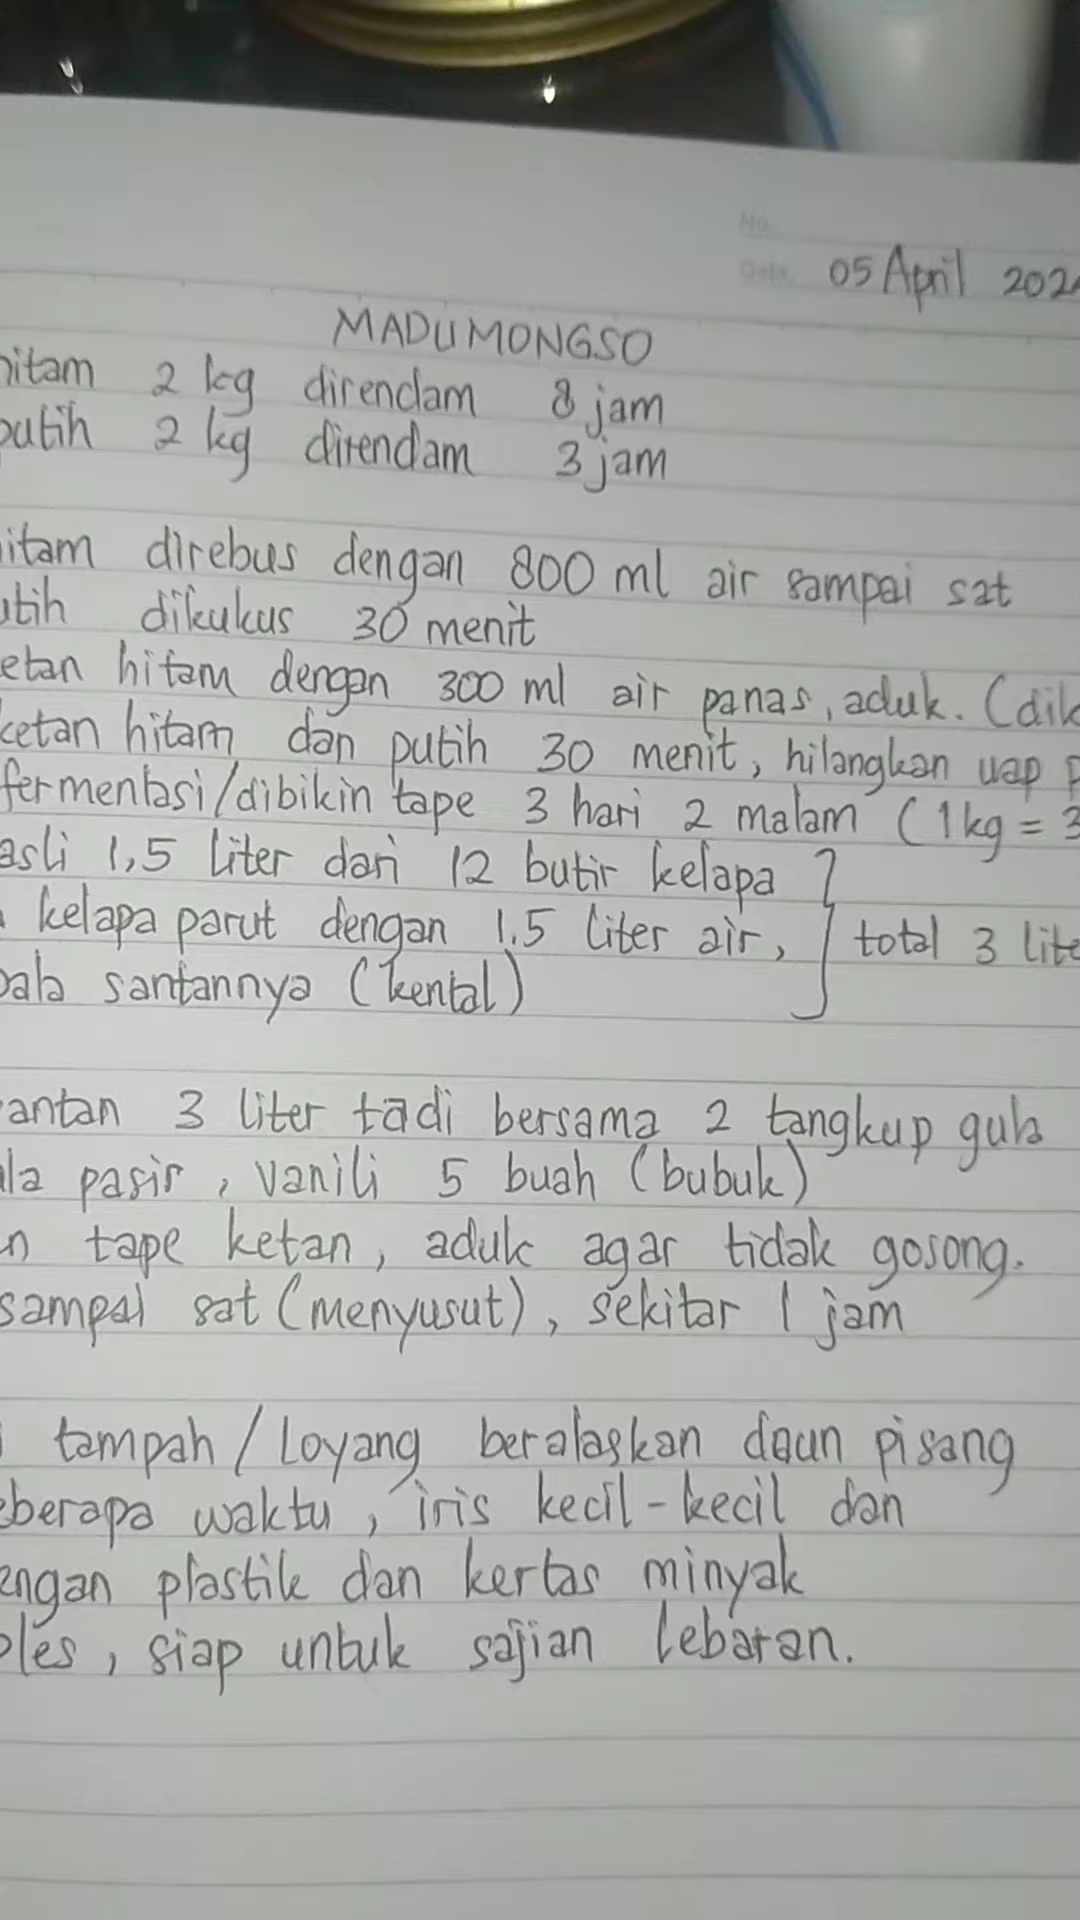 No
Date. 05 April 202
MADUMONGSO
hitam 2 kg direndam 8 jam
putih 2 kg direndam 3 jam
itam direbus dengan 800 ml air sampai sat
utih dikukus 30 menit
etan hitam dengan 300 ml air panas, aduk. (dik
ketan hitam dan putih 30 menit, hilangkan uap p
fermentasi/dibikin tape 3 hari 2 malam (1kg = 3
asli 1,5 liter dari 12 butir kelapa
kelapa parut dengan 1.5 liter air, total 3 lite
pala santannya (kental)
antan 3 liter tadi bersama 2 tangkup gula
ula pasir, vanili 5 buah (bubuk)
n tape ketan, aduk agar tidak gosong.
sampai sat (menyusut), sekitar 1 jam
i tampah/Loyang beralaskan daun pisang
eberapa waktu, iris kecil-kecil dan
engan plastik dan kertas minyak
oles, siap untuk sajian lebaran.